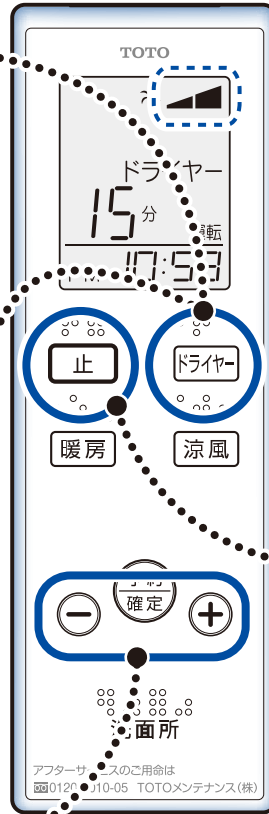 TOTO
ドライヤー
15分
運転
10:53
止
ドライヤー
暖房
涼風
確定
アフターサービスのご用命は
TOTOメンテナンス(株)